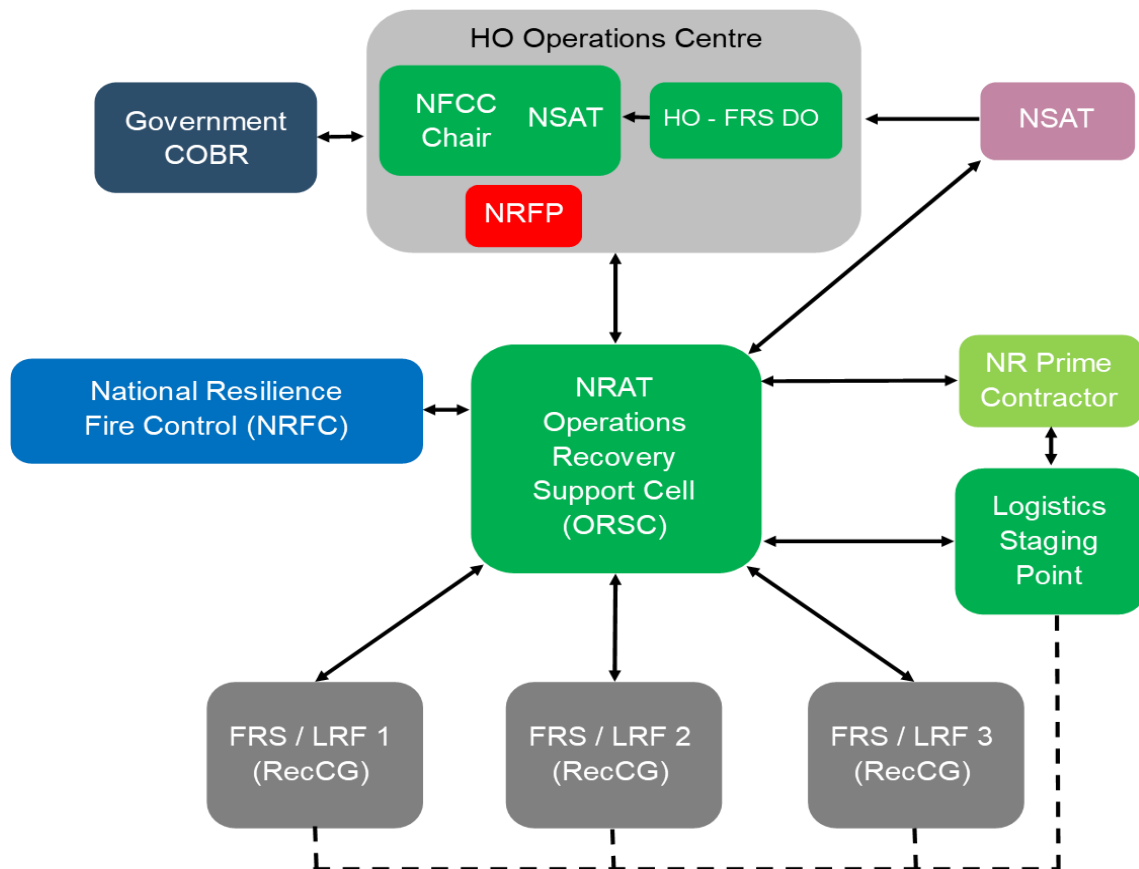 HO Operations Centre
Government
COBR
NFCC
Chair
NSAT
HO - FRS DO
NSAT
NRFP
National Resilience
Fire Control (NRFC)
NRAT
Operations
Recovery
Support Cell
(ORSC)
NR Prime
Contractor
Logistics
Staging
Point
FRS / LRF 1
(RecCG)
FRS / LRF 2
(RecCG)
FRS / LRF 3
(RecCG)